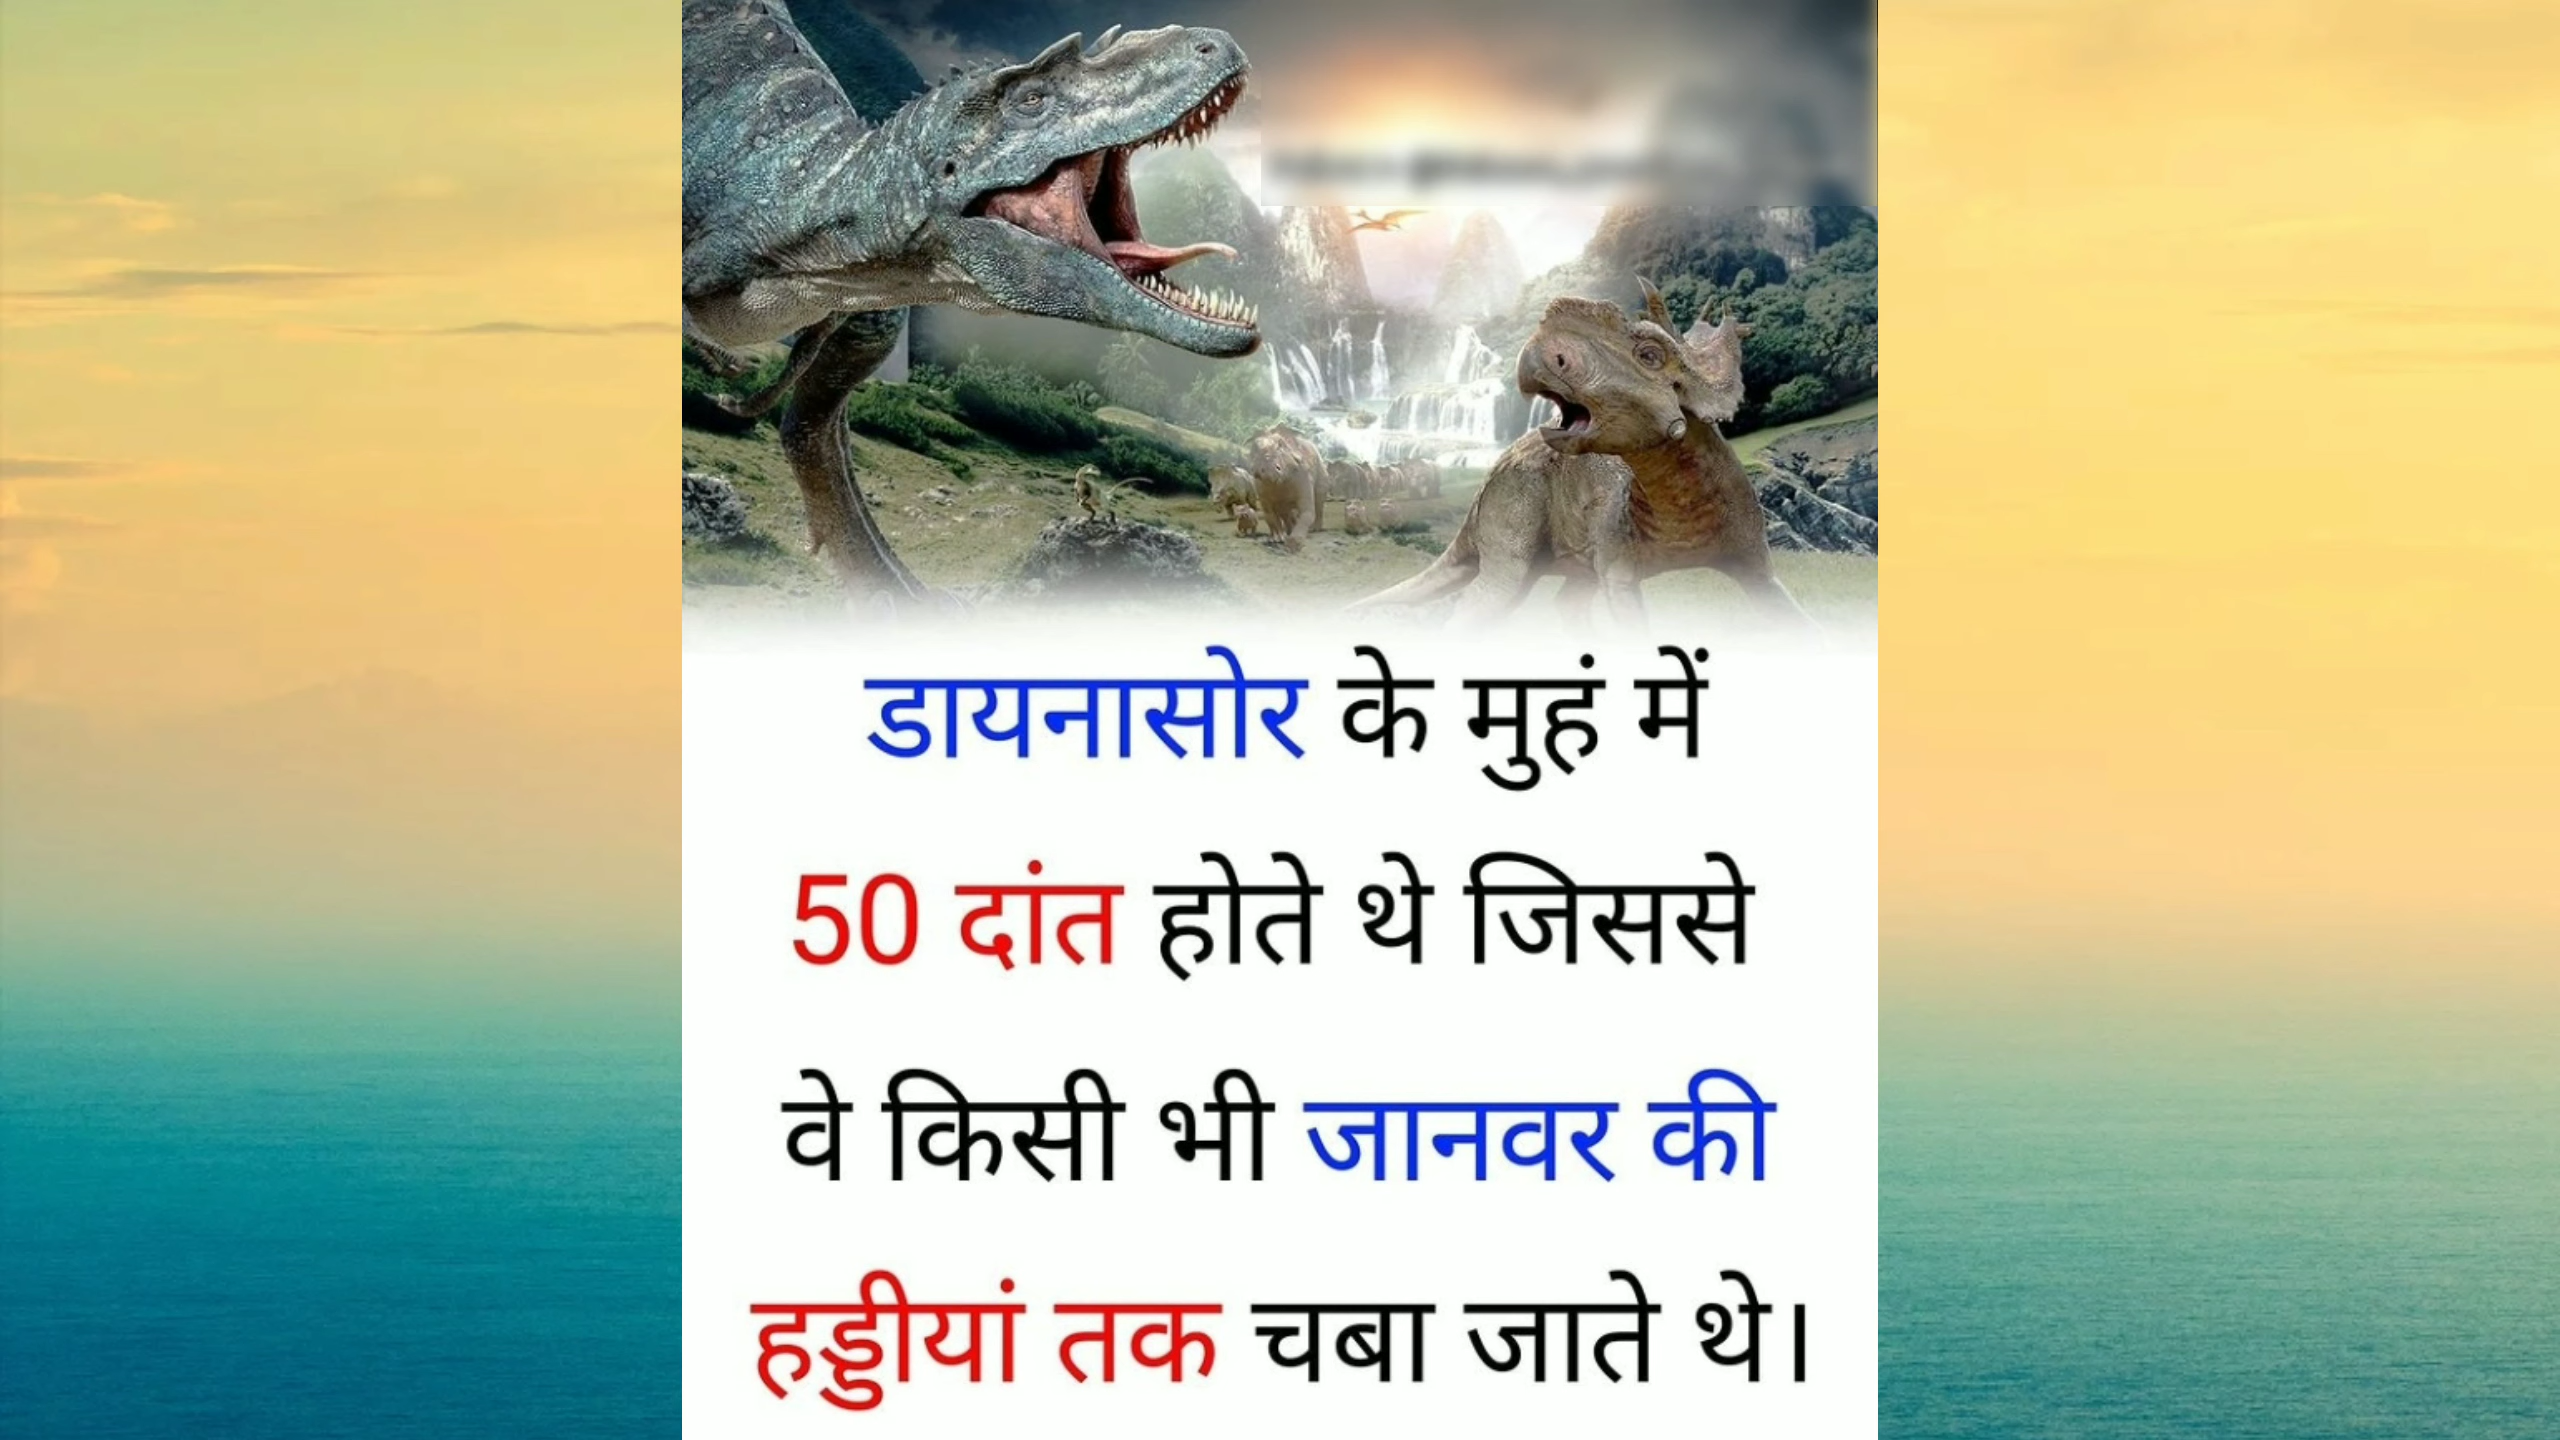 डायनासोर के मुहं में
50 दांत होते थे जिससे
वे किसी भी जानवर की
हड्डीयां तक चबा जाते थे।